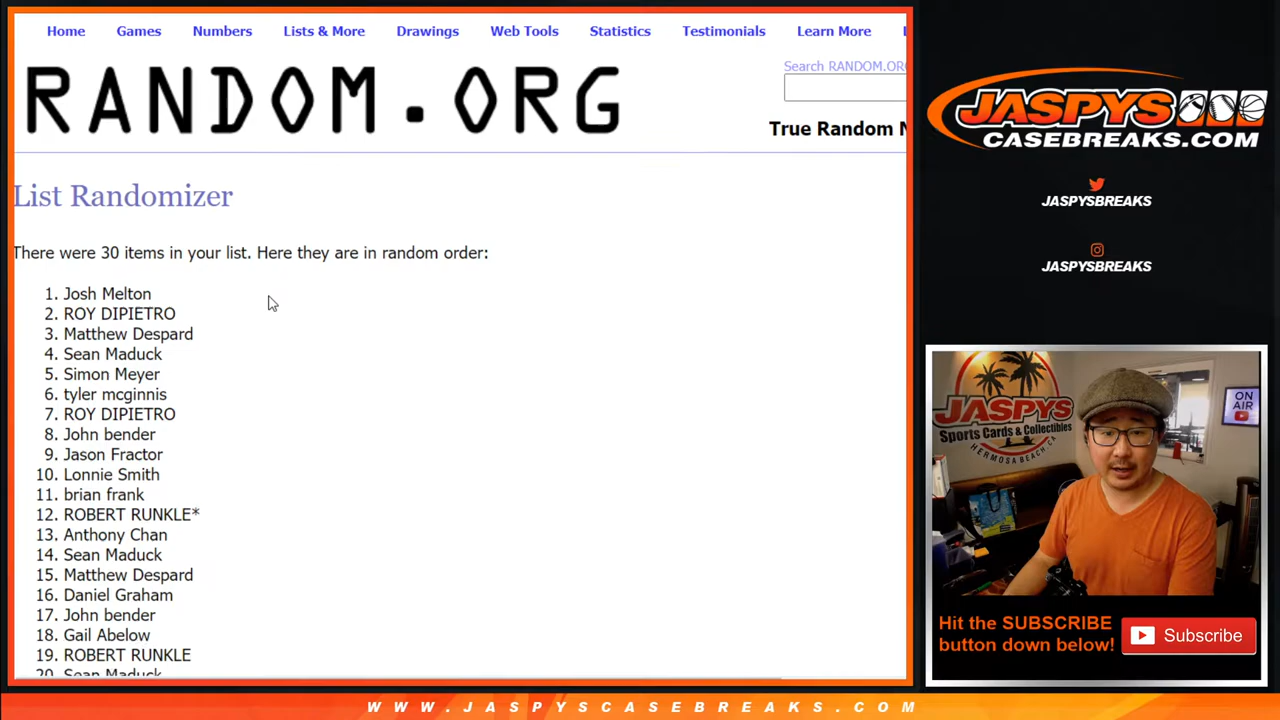 Home Games Numbers Lists & More Drawings Web Tools Statistics Testimonials Learn More
Search RANDOM.ORG
RANDOM.ORG
True Random
List Randomizer
There were 30 items in your list. Here they are in random order:
1. Josh Melton
2. ROY DIPIETRO
3. Matthew Despard
4. Sean Maduck
5. Simon Meyer
6. tyler mcginnis
7. ROY DIPIETRO
8. John bender
9. Jason Fractor
10. Lonnie Smith
11. brian frank
12. ROBERT RUNKLE*
13. Anthony Chan
14. Sean Maduck
15. Matthew Despard
16. Daniel Graham
17. John bender
18. Gail Abelow
19. ROBERT RUNKLE
20. Sean Maduck
JASPYS
CASEBREAKS.COM
JASPYSBREAKS
JASPYSBREAKS
JASPYS
Sports Cards & Collectibles
HERMOSA BEACH CA
ON
AIR
Hit the SUBSCRIBE
button down below!
Subscribe
WWW.JASPYSCASEBREAKS.COM